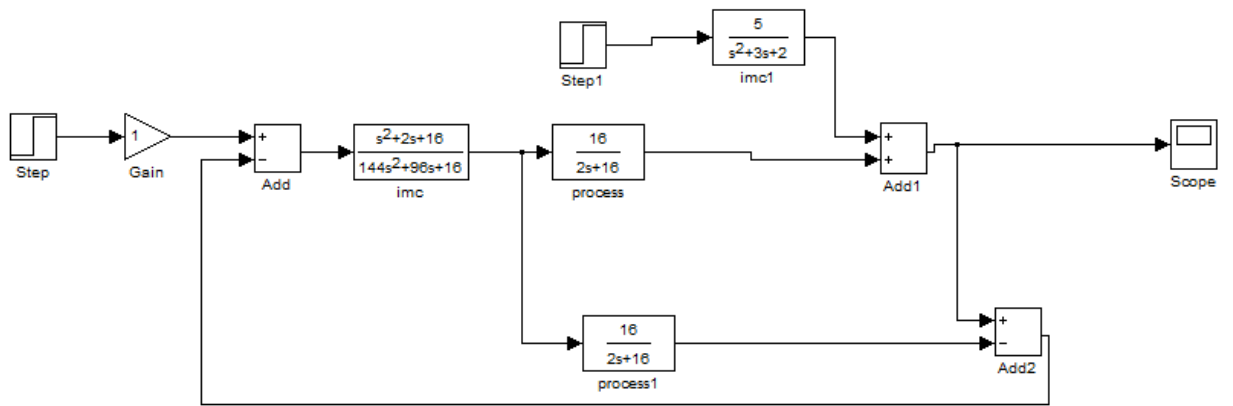 5
s2+3s+2
Step1
imc1
1
+
−
s2+2s+16
144s2+96s+16
16
2s+16
+
+
Step
Gain
Add
imc
process
Add1
Scope
16
2s+16
+
−
process1
Add2